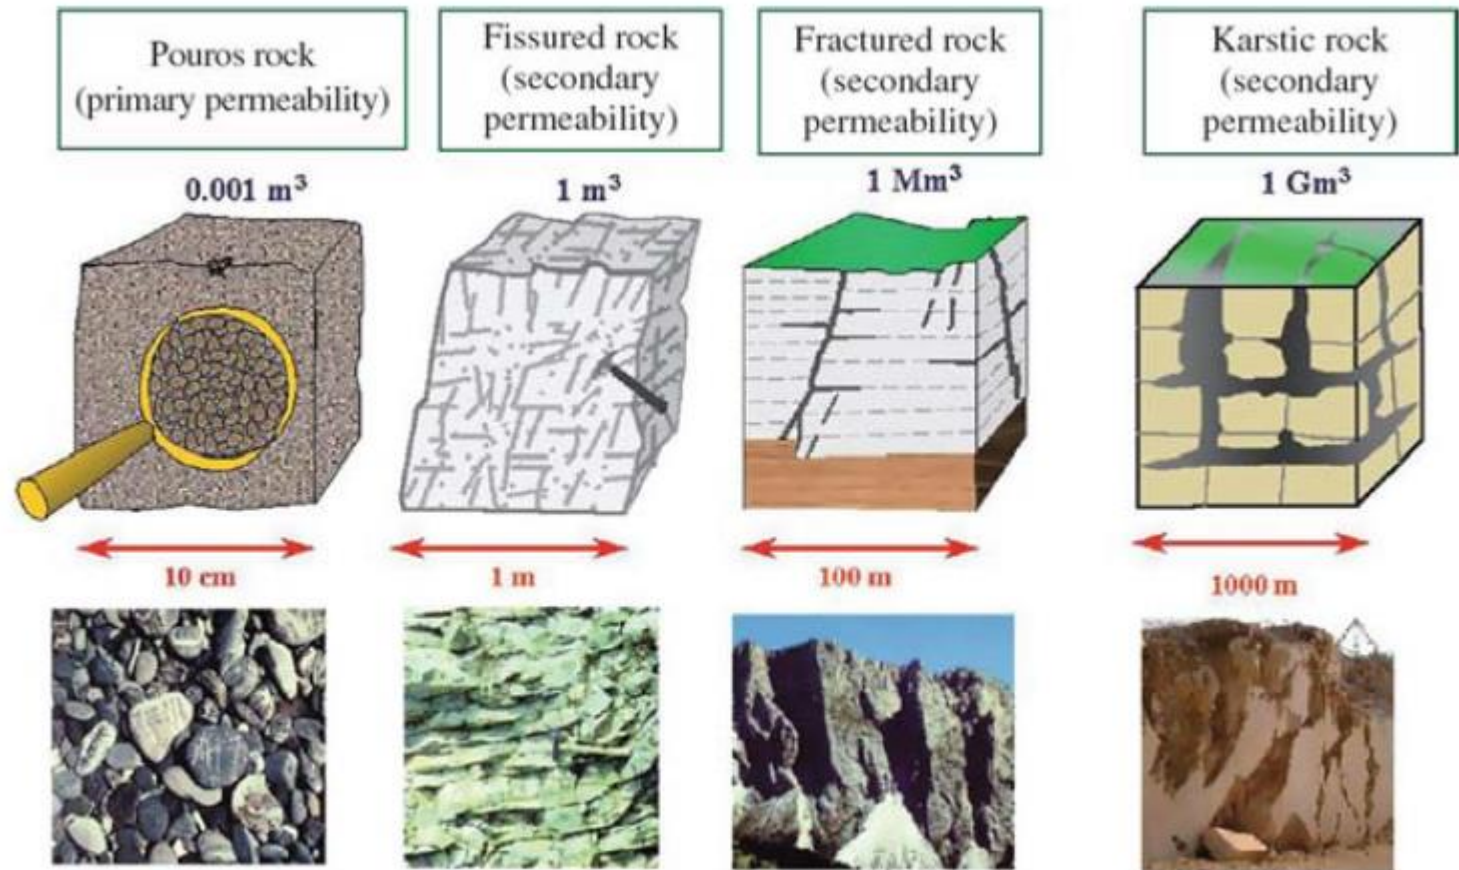 Pouros rock
(primary permeability)
Fissured rock
(secondary
permeability)
Fractured rock
(secondary
permeability)
Karstic rock
(secondary
permeability)
0.001 m³
1 m³
1 Mm³
1 Gm³
10 cm
1 m
100 m
1000 m